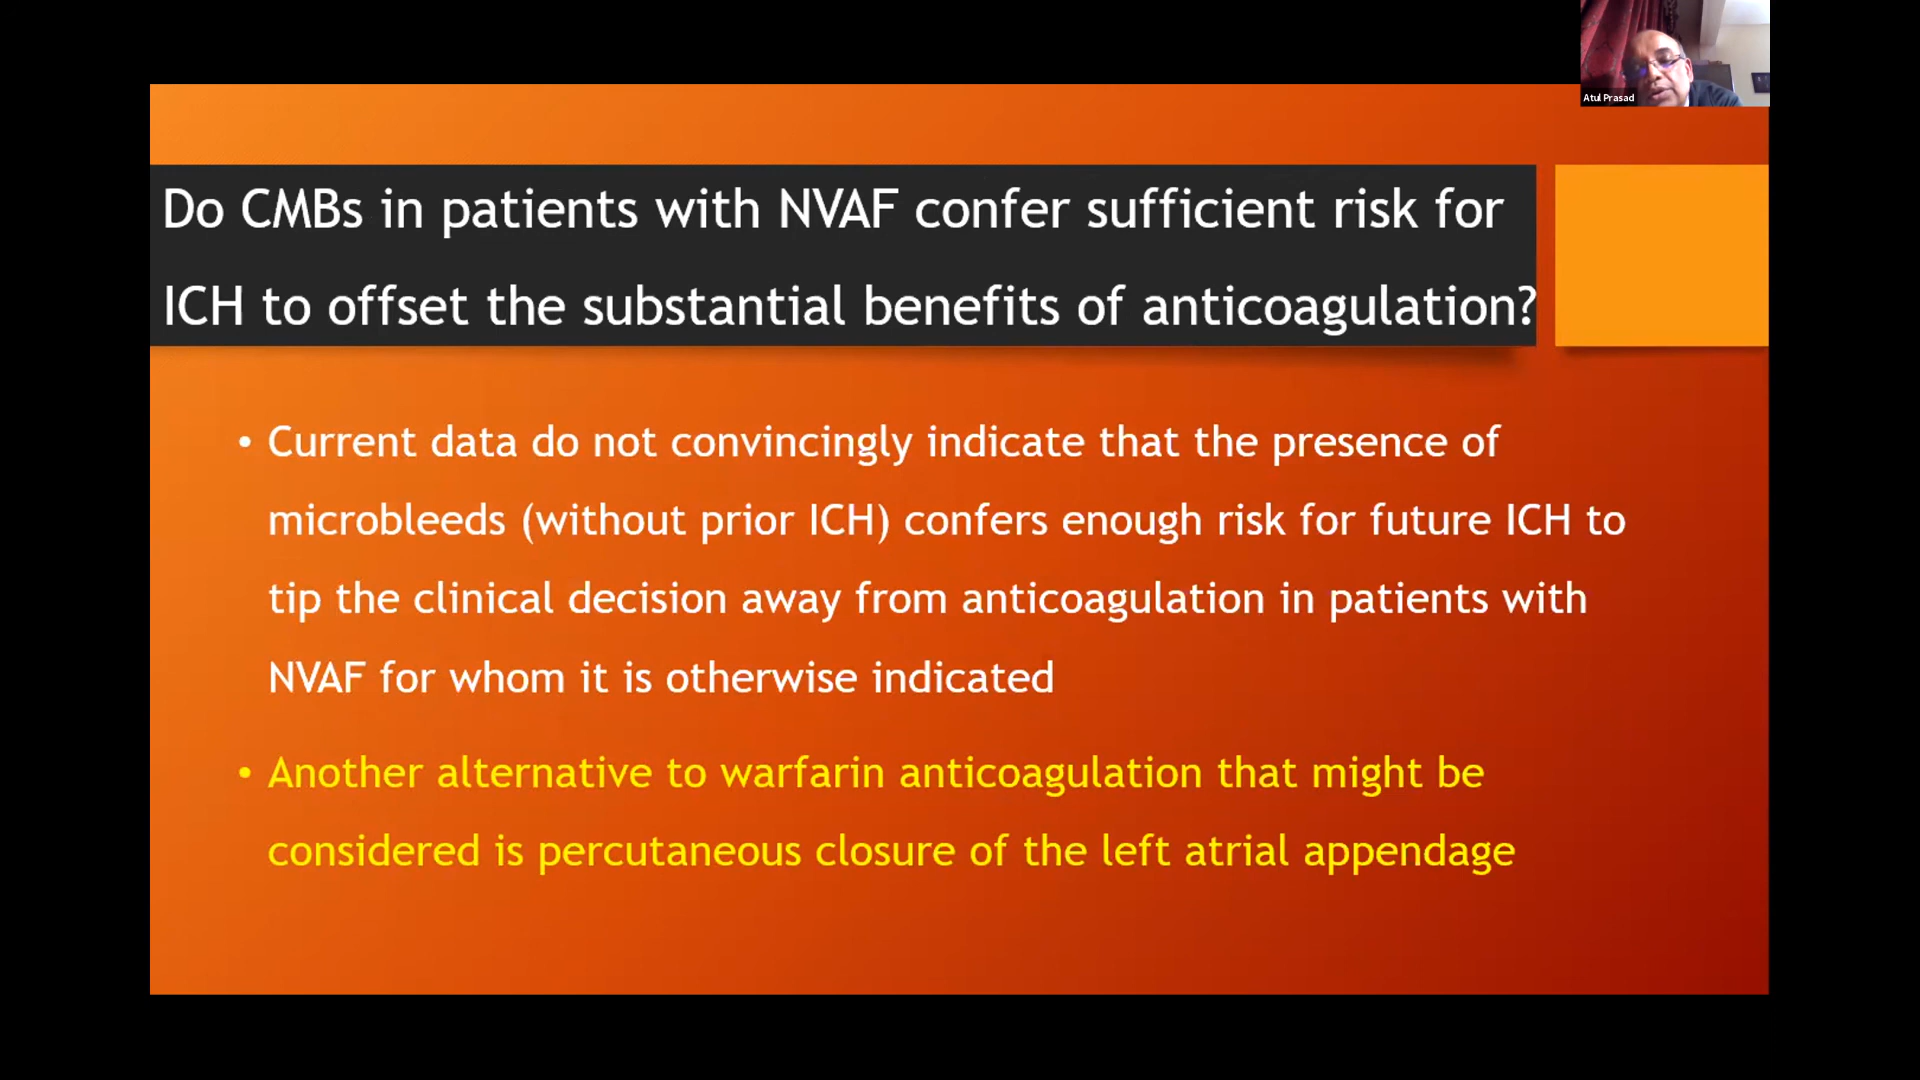 Atul Prasad
Do CMBs in patients with NVAF confer sufficient risk for
ICH to offset the substantial benefits of anticoagulation?
• Current data do not convincingly indicate that the presence of
microbleeds (without prior ICH) confers enough risk for future ICH to
tip the clinical decision away from anticoagulation in patients with
NVAF for whom it is otherwise indicated
• Another alternative to warfarin anticoagulation that might be
considered is percutaneous closure of the left atrial appendage